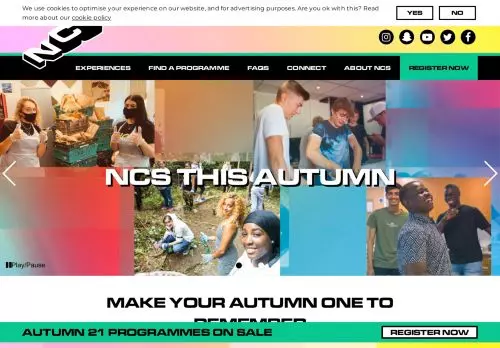 We use cookies to optimise your experience on our website, and for advertising purposes. Are you ok with this? Read
more about our cookie policy
YES
NO
NCS
EXPERIENCES
FIND A PROGRAMME
FAQS
CONNECT
ABOUT NCS
REGISTER NOW
NCS THIS AUTUMN
Play/Pause
MAKE YOUR AUTUMN ONE TO
REMEMBER
AUTUMN 21 PROGRAMMES ON SALE
REGISTER NOW